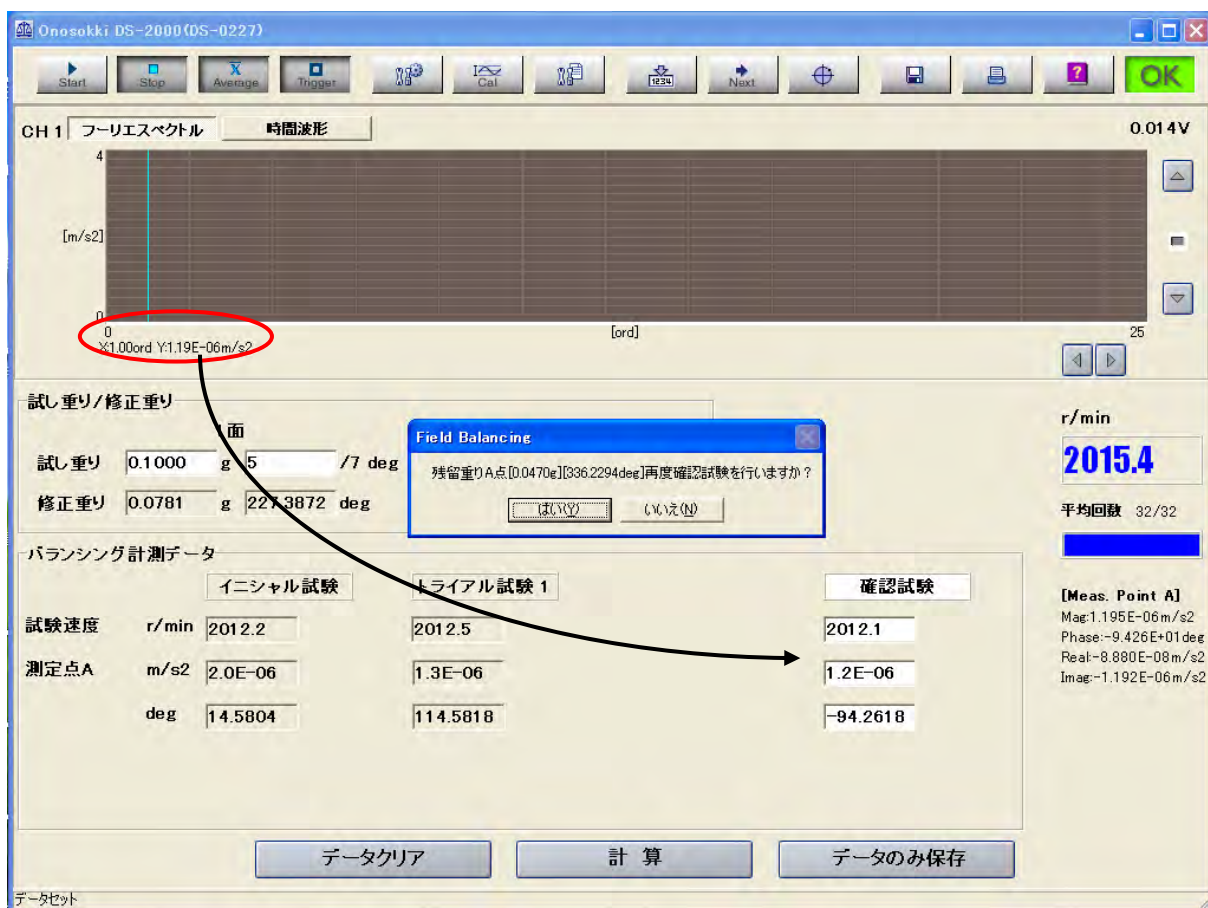 Onosokki DS-2000(DS-0227)
Start Stop Average Trigger Cal 1234 Next ? OK
CH 1 フーリエスペクトル 時間波形 0.014V
4
[m/s2]
0
0 [ord] 25
X:1.00ord Y:1.19E-06m/s2
試し重り/修正重り
面
試し重り 0.1000 g 5 /7 deg
修正重り 0.0781 g 227.3872 deg
Field Balancing
残留重りA点[0.0470g][336.2294deg]再度確認試験を行いますか?
はい(Y) いいえ(N)
r/min
2015.4
平均回数 32/32
バランシング計測データ
イニシャル試験 トライアル試験 1 確認試験
試験速度 r/min 2012.2 2012.5 2012.1
測定点A m/s2 2.0E-06 1.3E-06 1.2E-06
deg 14.5804 114.5818 -94.2618
[Meas. Point A]
Mag:1.195E-06m/s2
Phase:-9.426E+01deg
Real:-8.880E-08m/s2
Imag:-1.192E-06m/s2
データクリア 計 算 データのみ保存
データセット